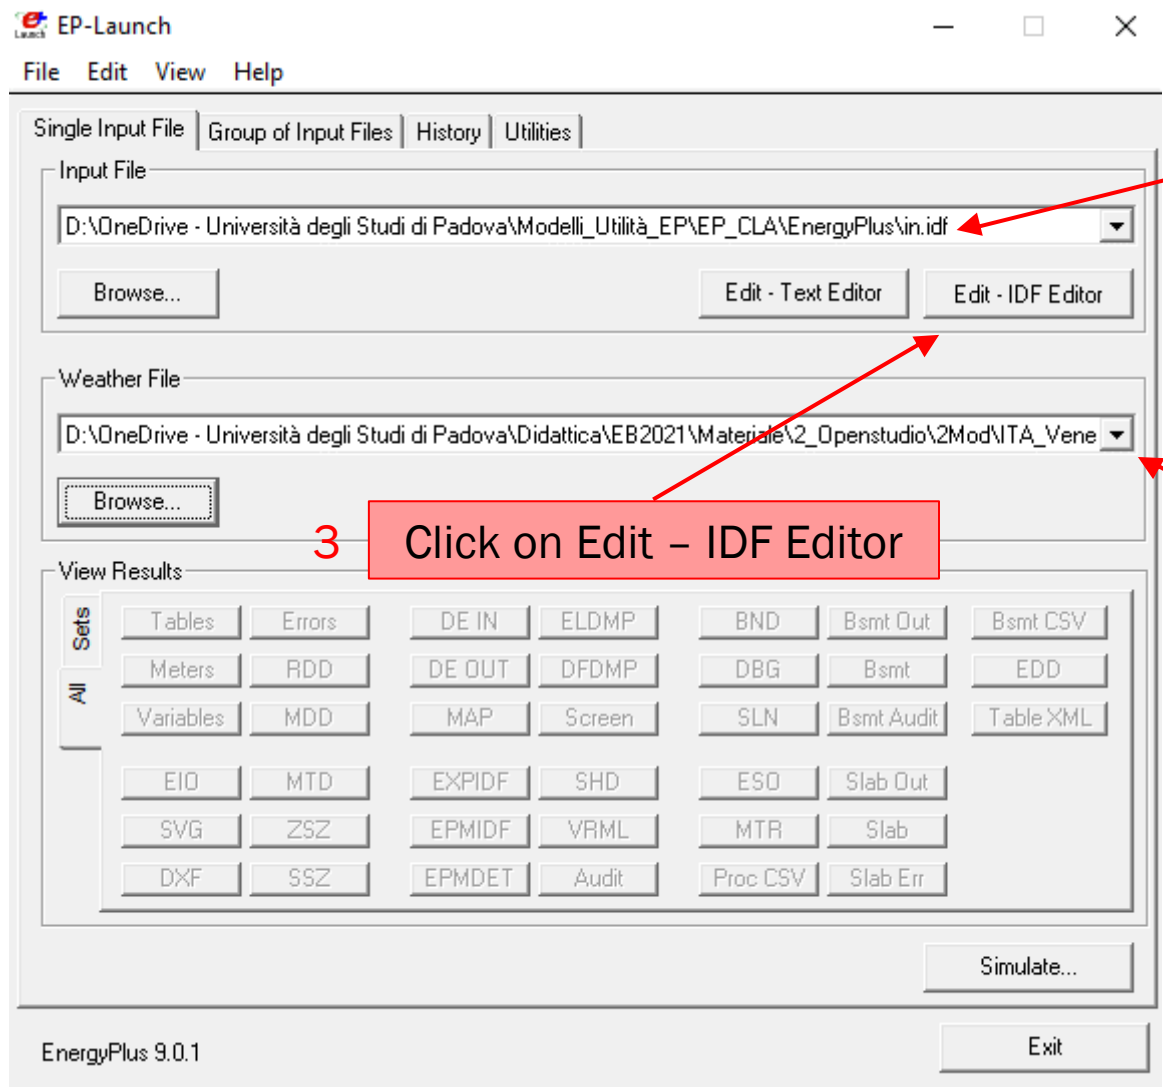 EP-Launch
File Edit View Help
Single Input File Group of Input Files History Utilities
Input File
D:\OneDrive - Università degli Studi di Padova\Modelli_Utilità_EP\EP_CLA\EnergyPlus\in.idf
Browse... Edit - Text Editor Edit - IDF Editor
Weather File
D:\OneDrive - Università degli Studi di Padova\Didattica\EB2021\Materiale\2_Openstudio\2Mod\ITA_Vene
Browse...
3 Click on Edit – IDF Editor
View Results
Sets
All
Tables Errors DE IN ELDMP BND Bsmt Out Bsmt CSV
Meters RDD DE OUT DFDMP DBG Bsmt EDD
Variables MDD MAP Screen SLN Bsmt Audit Table XML
EIO MTD EXPIDF SHD ESO Slab Out
SVG ZSZ EPMIDF VRML MTR Slab
DXF SSZ EPMDET Audit Proc CSV Slab Err
Simulate...
EnergyPlus 9.0.1 Exit